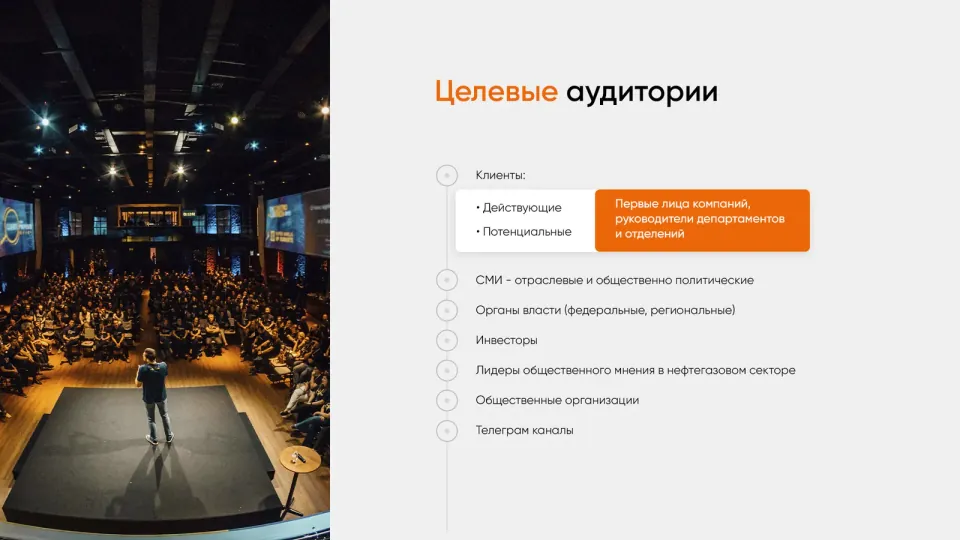 Целевые аудитории
Клиенты:
• Действующие
• Потенциальные
Первые лица компаний,
руководители департаментов
и отделений
СМИ - отраслевые и общественно политические
Органы власти (федеральные, региональные)
Инвесторы
Лидеры общественного мнения в нефтегазовом секторе
Общественные организации
Телеграм каналы